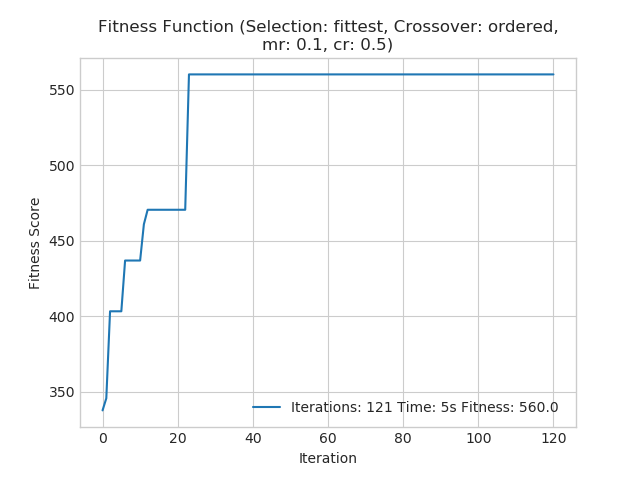 Fitness Function (Selection: fittest, Crossover: ordered,
mr: 0.1, cr: 0.5)
Fitness Score
550
500
450
400
350
Iterations: 121 Time: 5s Fitness: 560.0
0 20 40 60 80 100 120
Iteration